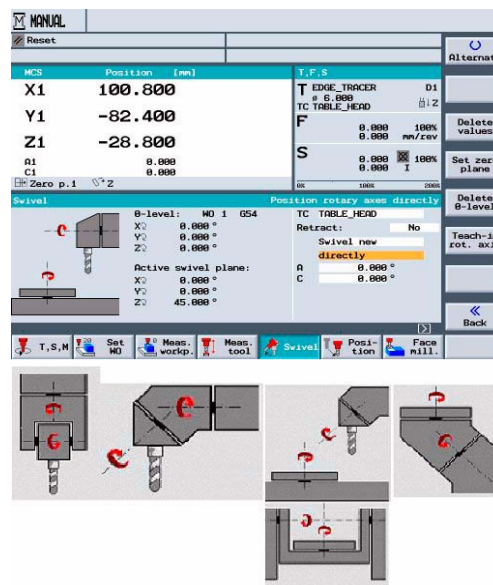 M MANUAL
Reset
Alternat
MCS Position [mm]
X1 100.800
Y1 -82.400
Z1 -28.800
A1 0.000
C1 0.000
Zero p.1 Z
T,F,S
T EDGE_TRACER D1
ø 6.000
TC TABLE_HEAD Z
F 0.000 100%
0.000 mm/rev
S 0.000 100%
0.000 I
0% 100% 200%
Delete values
Set zero plane
Swivel Position rotary axes directly
0-level: WO 1 G54
X 0.000 °
Y 0.000 °
Z 0.000 °
Active swivel plane:
X 0.000 °
Y 0.000 °
Z 45.000 °
TC TABLE_HEAD
Retract: No
Swivel new
directly
A 0.000 °
C 0.000 °
Delete 0-level
Teach-in rot. axi
Back
T,S,M
Set WO
Meas. workp.
Meas. tool
Swivel
Posi- tion
Face mill.